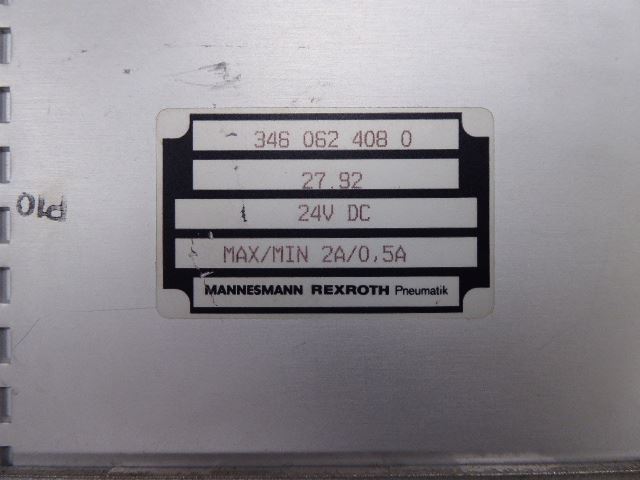 346 062 408 0
27.92
24V DC
MAX/MIN 2A/0,5A
MANNESMANN REXROTH Pneumatik
Old